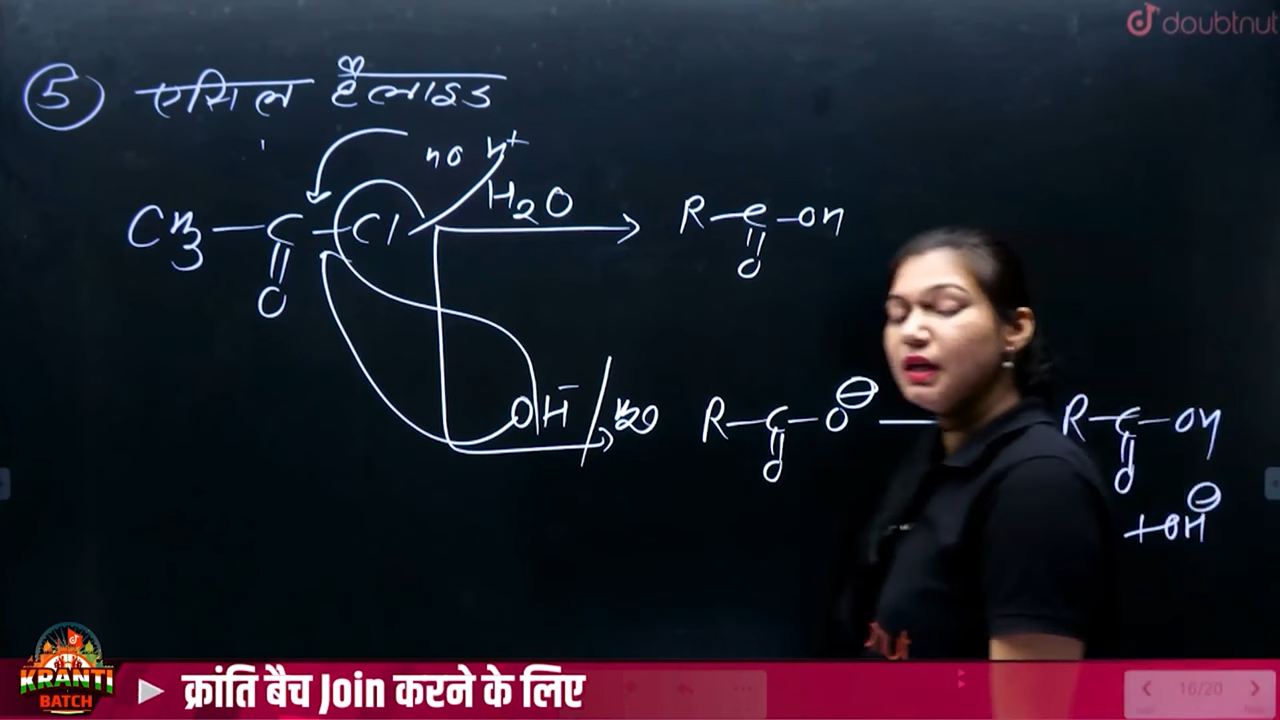 doubtnut
5 एसिल हैलाइड
no H+
CH3—C—Cl H2O → R—C—OH
O O
OH⁻ / H2O R—C—O⊖ — R—C—OH
O O
+OH⊖
KRANTI
BATCH
क्रांति बैच Join करने के लिए
16/20